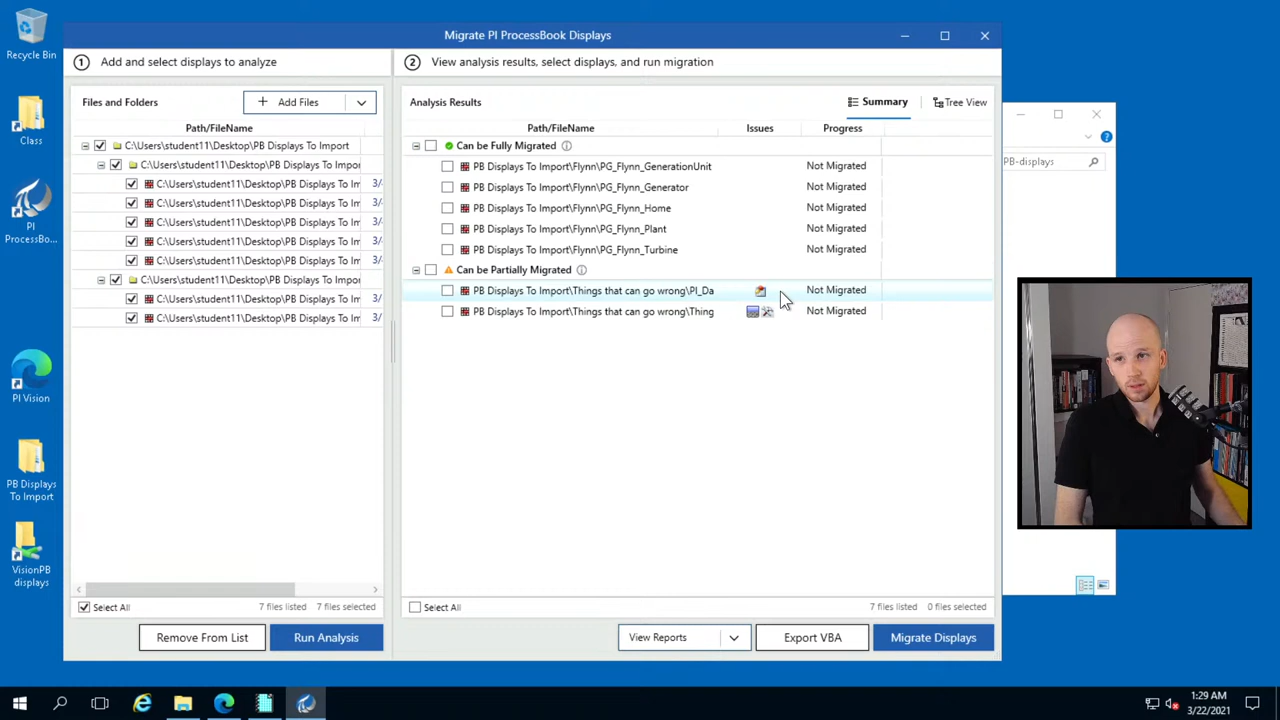 Recycle Bin
Class
PI
ProcessBo...
PI Vision
PB Displays
To Import
VisionPB
displays
Migrate PI ProcessBook Displays
1 Add and select displays to analyze
2 View analysis results, select displays, and run migration
Files and Folders
+ Add Files
Path/FileName
C:\Users\student11\Desktop\PB Displays To Import
C:\Users\student11\Desktop\PB Displays To Impor
C:\Users\student11\Desktop\PB Displays To Im 3/
C:\Users\student11\Desktop\PB Displays To Im 3/
C:\Users\student11\Desktop\PB Displays To Im 3/
C:\Users\student11\Desktop\PB Displays To Im 3/
C:\Users\student11\Desktop\PB Displays To Im 3/
C:\Users\student11\Desktop\PB Displays To Impor
C:\Users\student11\Desktop\PB Displays To Im 3/
C:\Users\student11\Desktop\PB Displays To Im 3/
Select All 7 files listed 7 files selected
Remove From List Run Analysis
Analysis Results Summary Tree View
Path/FileName Issues Progress
Can be Fully Migrated
PB Displays To Import\Flynn\PG_Flynn_GenerationUnit Not Migrated
PB Displays To Import\Flynn\PG_Flynn_Generator Not Migrated
PB Displays To Import\Flynn\PG_Flynn_Home Not Migrated
PB Displays To Import\Flynn\PG_Flynn_Plant Not Migrated
PB Displays To Import\Flynn\PG_Flynn_Turbine Not Migrated
Can be Partially Migrated
PB Displays To Import\Things that can go wrong\PI_Da Not Migrated
PB Displays To Import\Things that can go wrong\Thing Not Migrated
Select All 7 files listed 0 files selected
View Reports Export VBA Migrate Displays
PB-displays
1:29 AM
3/22/2021